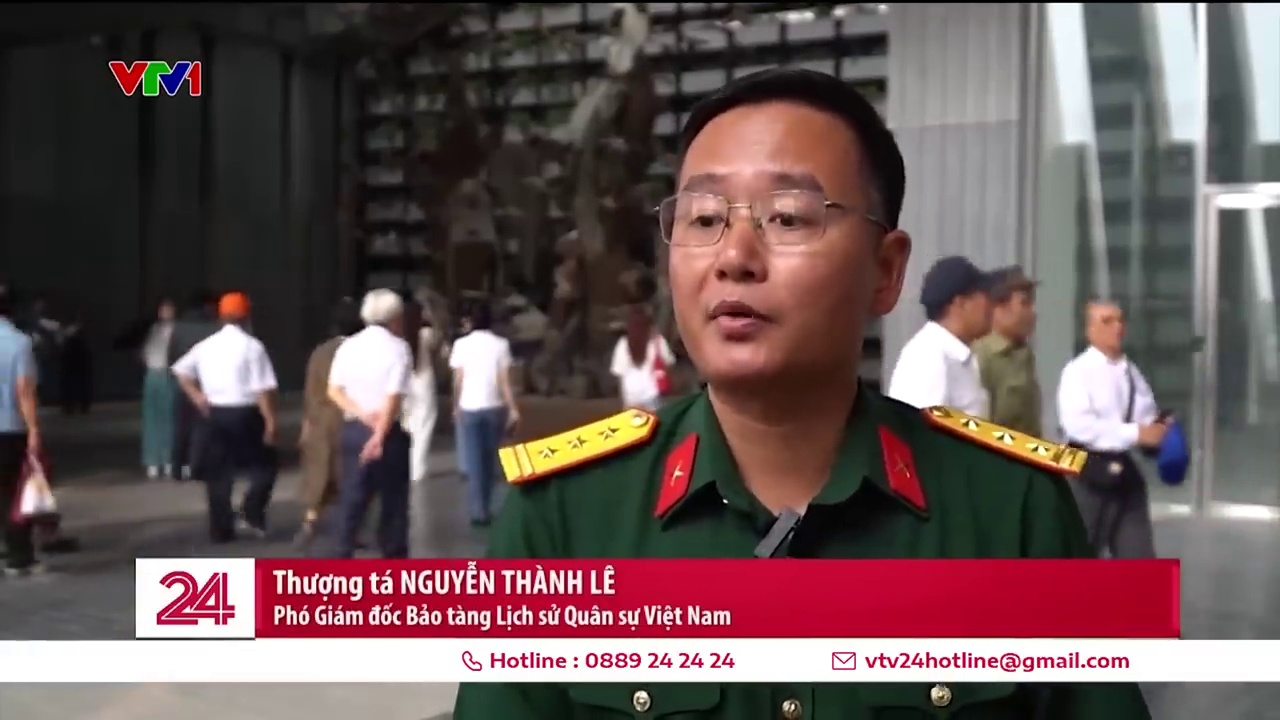 VTV1
24
Thượng tá NGUYỄN THÀNH LÊ
Phó Giám đốc Bảo tàng Lịch sử Quân sự Việt Nam
Hotline : 0889 24 24 24
vtv24hotline@gmail.com